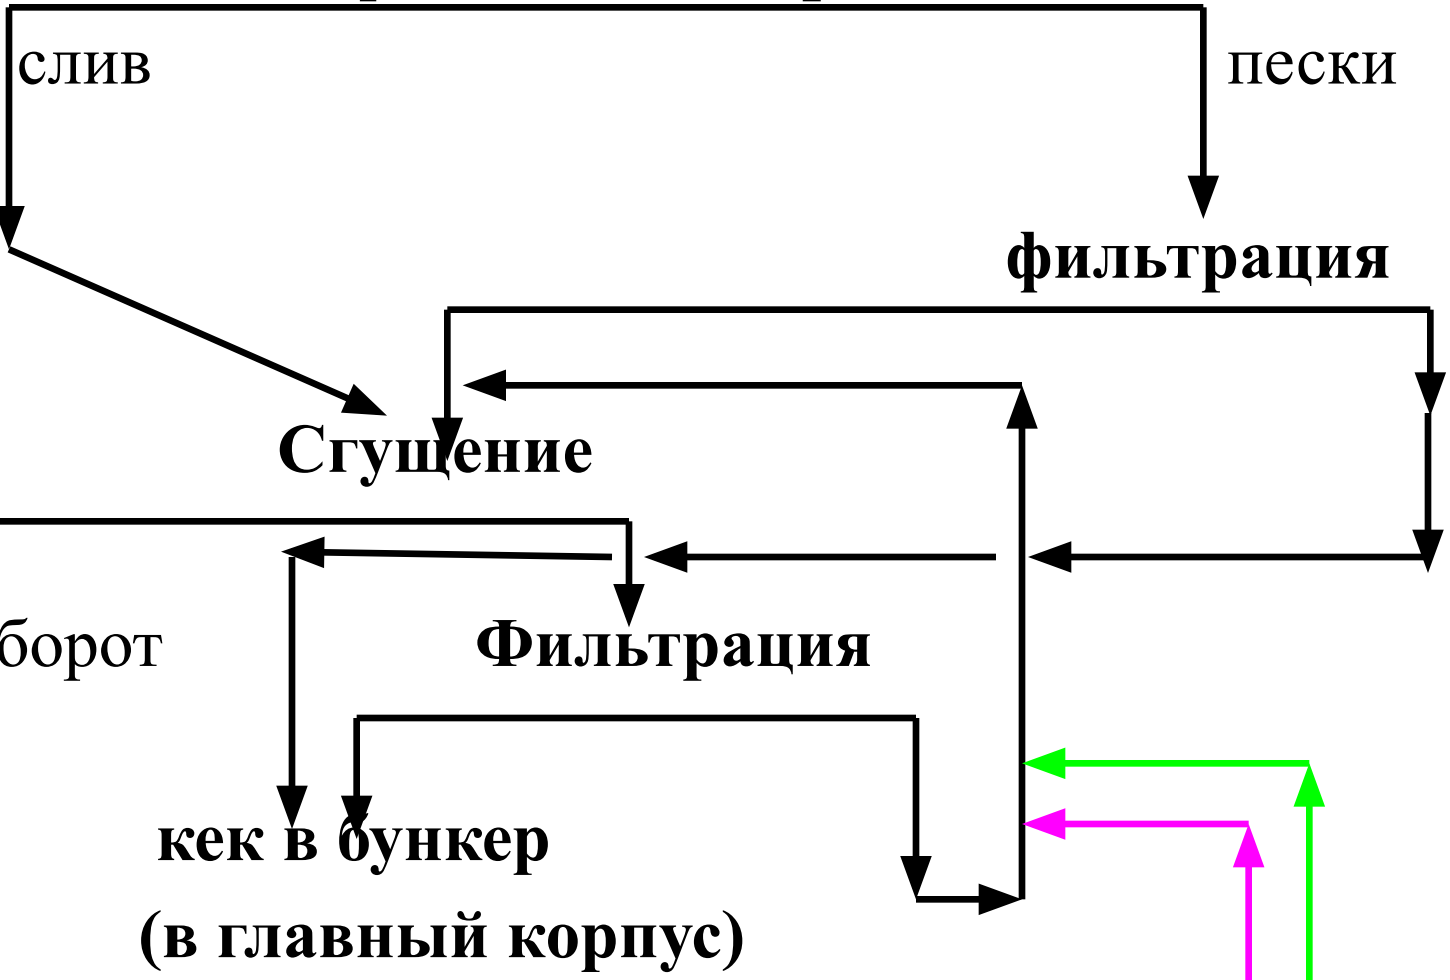 слив
пески
фильтрация
Сгущение
борот
Фильтрация
кек в бункер
(в главный корпус)